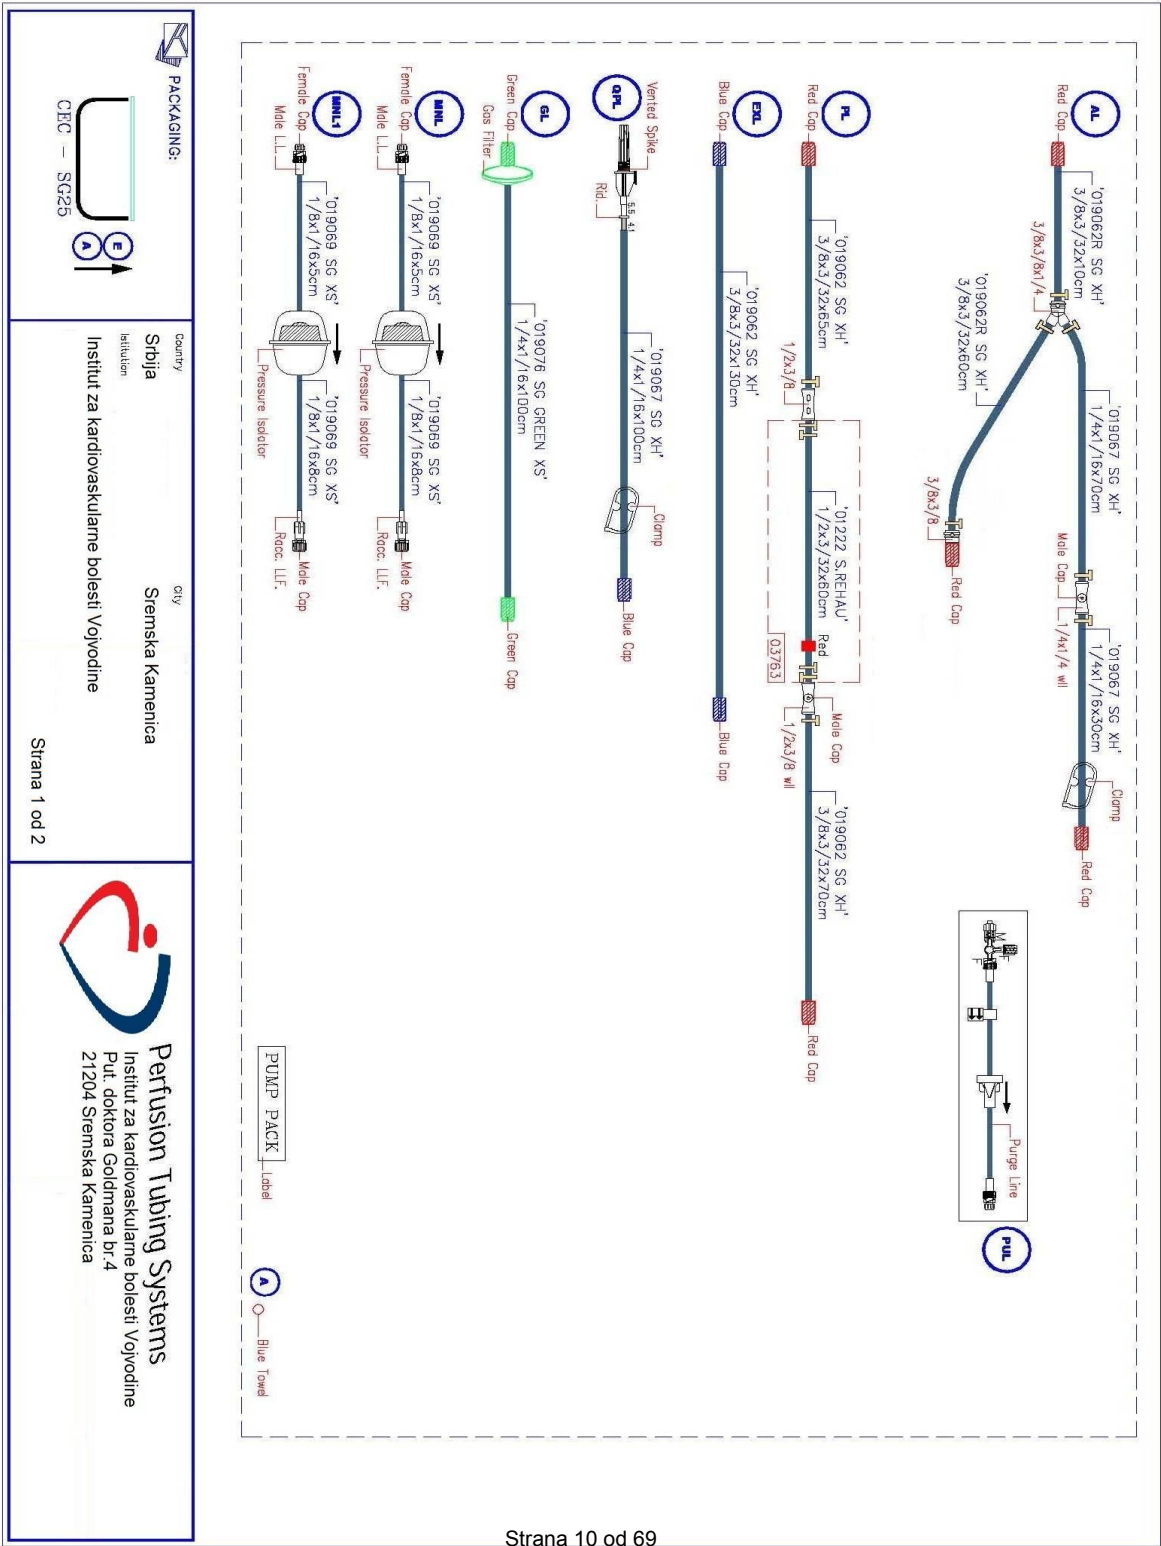 AL
Red Cap
'019062R SG XH'
3/8x3/32x10cm
3/8x3/8x1/4
'019067 SG XH'
1/4x1/16x70cm
Male Cap
1/4x1/4 wll
'019067 SG XH'
1/4x1/16x30cm
Clamp
Red Cap
'019062R SG XH'
3/8x3/32x60cm
3/8x3/8
Red Cap
M
F
F
Purge Line
PUL
PL
Red Cap
'019062 SG XH'
3/8x3/32x65cm
1/2x3/8
'01222 S.REHAU'
1/2x3/32x60cm
Red
03763
Male Cap
1/2x3/8 wll
'019062 SG XH'
3/8x3/32x70cm
Red Cap
EXL
Blue Cap
'019062 SG XH'
3/8x3/32x130cm
Blue Cap
QPL
Vented Spike
Rid.
5.5
4.1
'019067 SG XH'
1/4x1/16x100cm
Clamp
Blue Cap
GL
Green Cap
Gas Filter
'019076 SG GREEN XS'
1/4x1/16x100cm
Green Cap
MNL
Female Cap
Male L.L.
'019069 SG XS'
1/8x1/16x5cm
Pressure Isolator
'019069 SG XS'
1/8x1/16x8cm
Male Cap
Racc. LLF.
MNL1
Female Cap
Male L.L.
'019069 SG XS'
1/8x1/16x5cm
Pressure Isolator
'019069 SG XS'
1/8x1/16x8cm
Male Cap
Racc. LLF.
PUMP PACK
Label
A
Blue Towel
PACKAGING:
CEC - SG25
E
A
Country
Srbija
City
Sremska Kamenica
Istitution
Institut za kardiovaskularne bolesti Vojvodine
Strana 1 od 2
Perfusion Tubing Systems
Institut za kardiovaskularne bolesti Vojvodine
Put. doktora Goldmana br.4
21204 Sremska Kamenica
Strana 10 od 69